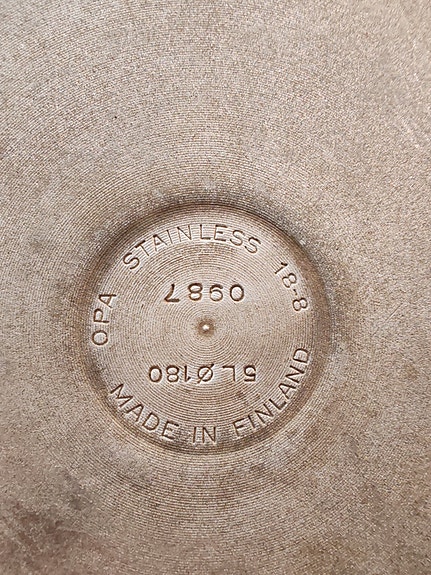 OPA STAINLESS 18-8
0987
5L Ø180
MADE IN FINLAND